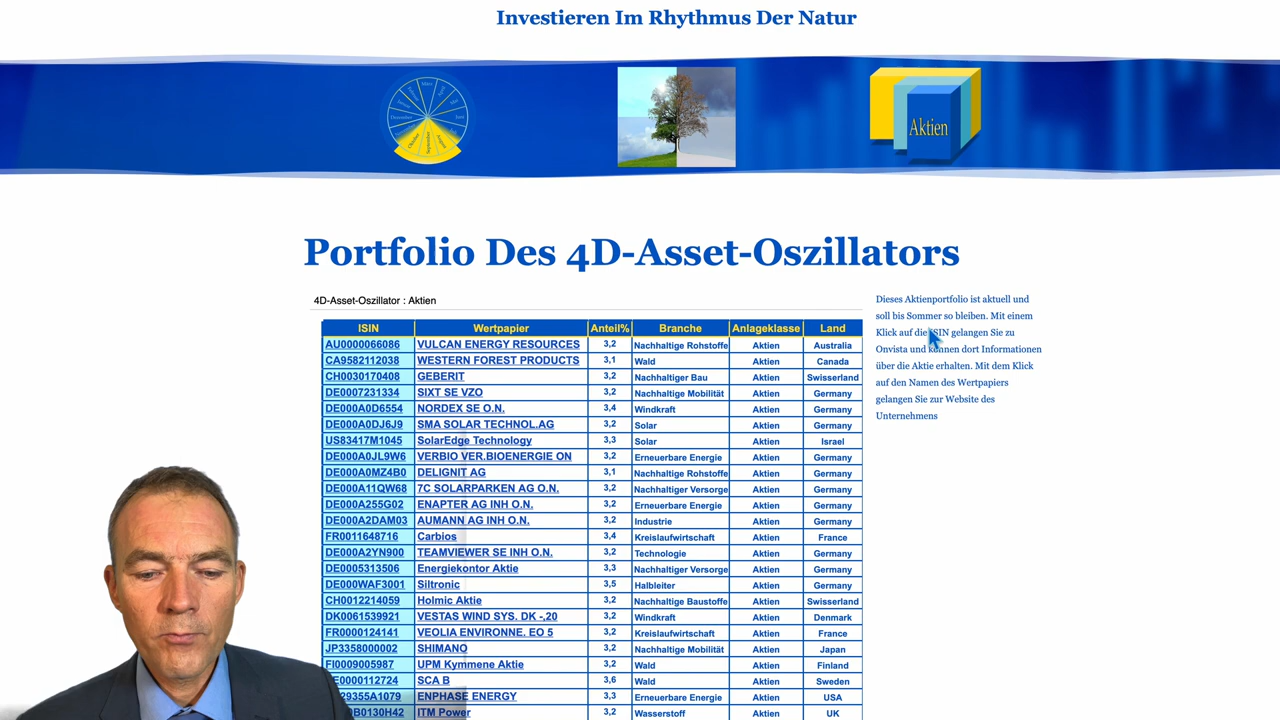 Investieren Im Rhythmus Der Natur
Aktien
Portfolio Des 4D-Asset-Oszillators
4D-Asset-Oszillator : Aktien
ISIN Wertpapier Anteil% Branche Anlageklasse Land
AU0000066086 VULCAN ENERGY RESOURCES 3,2 Nachhaltige Rohstoffe Aktien Australia
CA9582112038 WESTERN FOREST PRODUCTS 3,1 Wald Aktien Canada
CH0030170408 GEBERIT 3,2 Nachhaltiger Bau Aktien Swisserland
DE0007231334 SIXT SE VZO 3,2 Nachhaltige Mobilität Aktien Germany
DE000A0D6554 NORDEX SE O.N. 3,4 Windkraft Aktien Germany
DE000A0DJ6J9 SMA SOLAR TECHNOL.AG 3,2 Solar Aktien Germany
US83417M1045 SolarEdge Technology 3,3 Solar Aktien Israel
DE000A0JL9W6 VERBIO VER.BIOENERGIE ON 3,2 Erneuerbare Energie Aktien Germany
DE000A0MZ4B0 DELIGNIT AG 3,1 Nachhaltige Rohstoffe Aktien Germany
DE000A11QW68 7C SOLARPARKEN AG O.N. 3,2 Nachhaltiger Versorge Aktien Germany
DE000A255G02 ENAPTER AG INH O.N. 3,2 Erneuerbare Energie Aktien Germany
DE000A2DAM03 AUMANN AG INH O.N. 3,2 Industrie Aktien Germany
FR0011648716 Carbios 3,4 Kreislaufwirtschaft Aktien France
DE000A2YN900 TEAMVIEWER SE INH O.N. 3,2 Technologie Aktien Germany
DE0005313506 Energiekontor Aktie 3,3 Nachhaltiger Versorge Aktien Germany
DE000WAF3001 Siltronic 3,5 Halbleiter Aktien Germany
CH0012214059 Holmic Aktie 3,2 Nachhaltige Baustoffe Aktien Swisserland
DK0061539921 VESTAS WIND SYS. DK -,20 3,2 Windkraft Aktien Denmark
FR0000124141 VEOLIA ENVIRONNE. EO 5 3,2 Kreislaufwirtschaft Aktien France
JP3358000002 SHIMANO 3,2 Nachhaltige Mobilität Aktien Japan
FI0009005987 UPM Kymmene Aktie 3,2 Wald Aktien Finland
E0000112724 SCA B 3,6 Wald Aktien Sweden
29355A1079 ENPHASE ENERGY 3,3 Erneuerbare Energie Aktien USA
0B0130H42 ITM Power 3,2 Wasserstoff Aktien UK
Dieses Aktienportfolio ist aktuell und
soll bis Sommer so bleiben. Mit einem
Klick auf die ISIN gelangen Sie zu
Onvista und können dort Informationen
über die Aktie erhalten. Mit dem Klick
auf den Namen des Wertpapiers
gelangen Sie zur Website des
Unternehmens